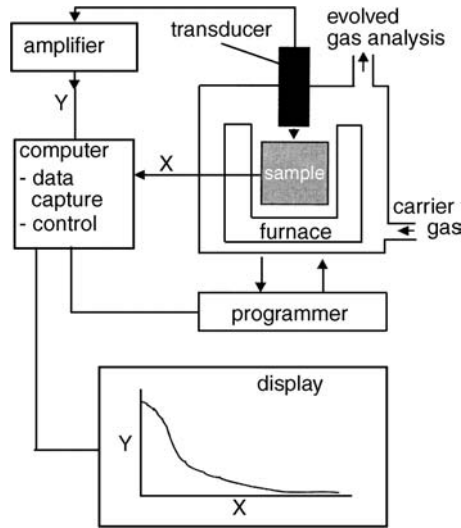 evolved
gas analysis
transducer
amplifier
Y
computer
- data
capture
- control
X
sample
furnace
carrier
gas
programmer
display
Y
X